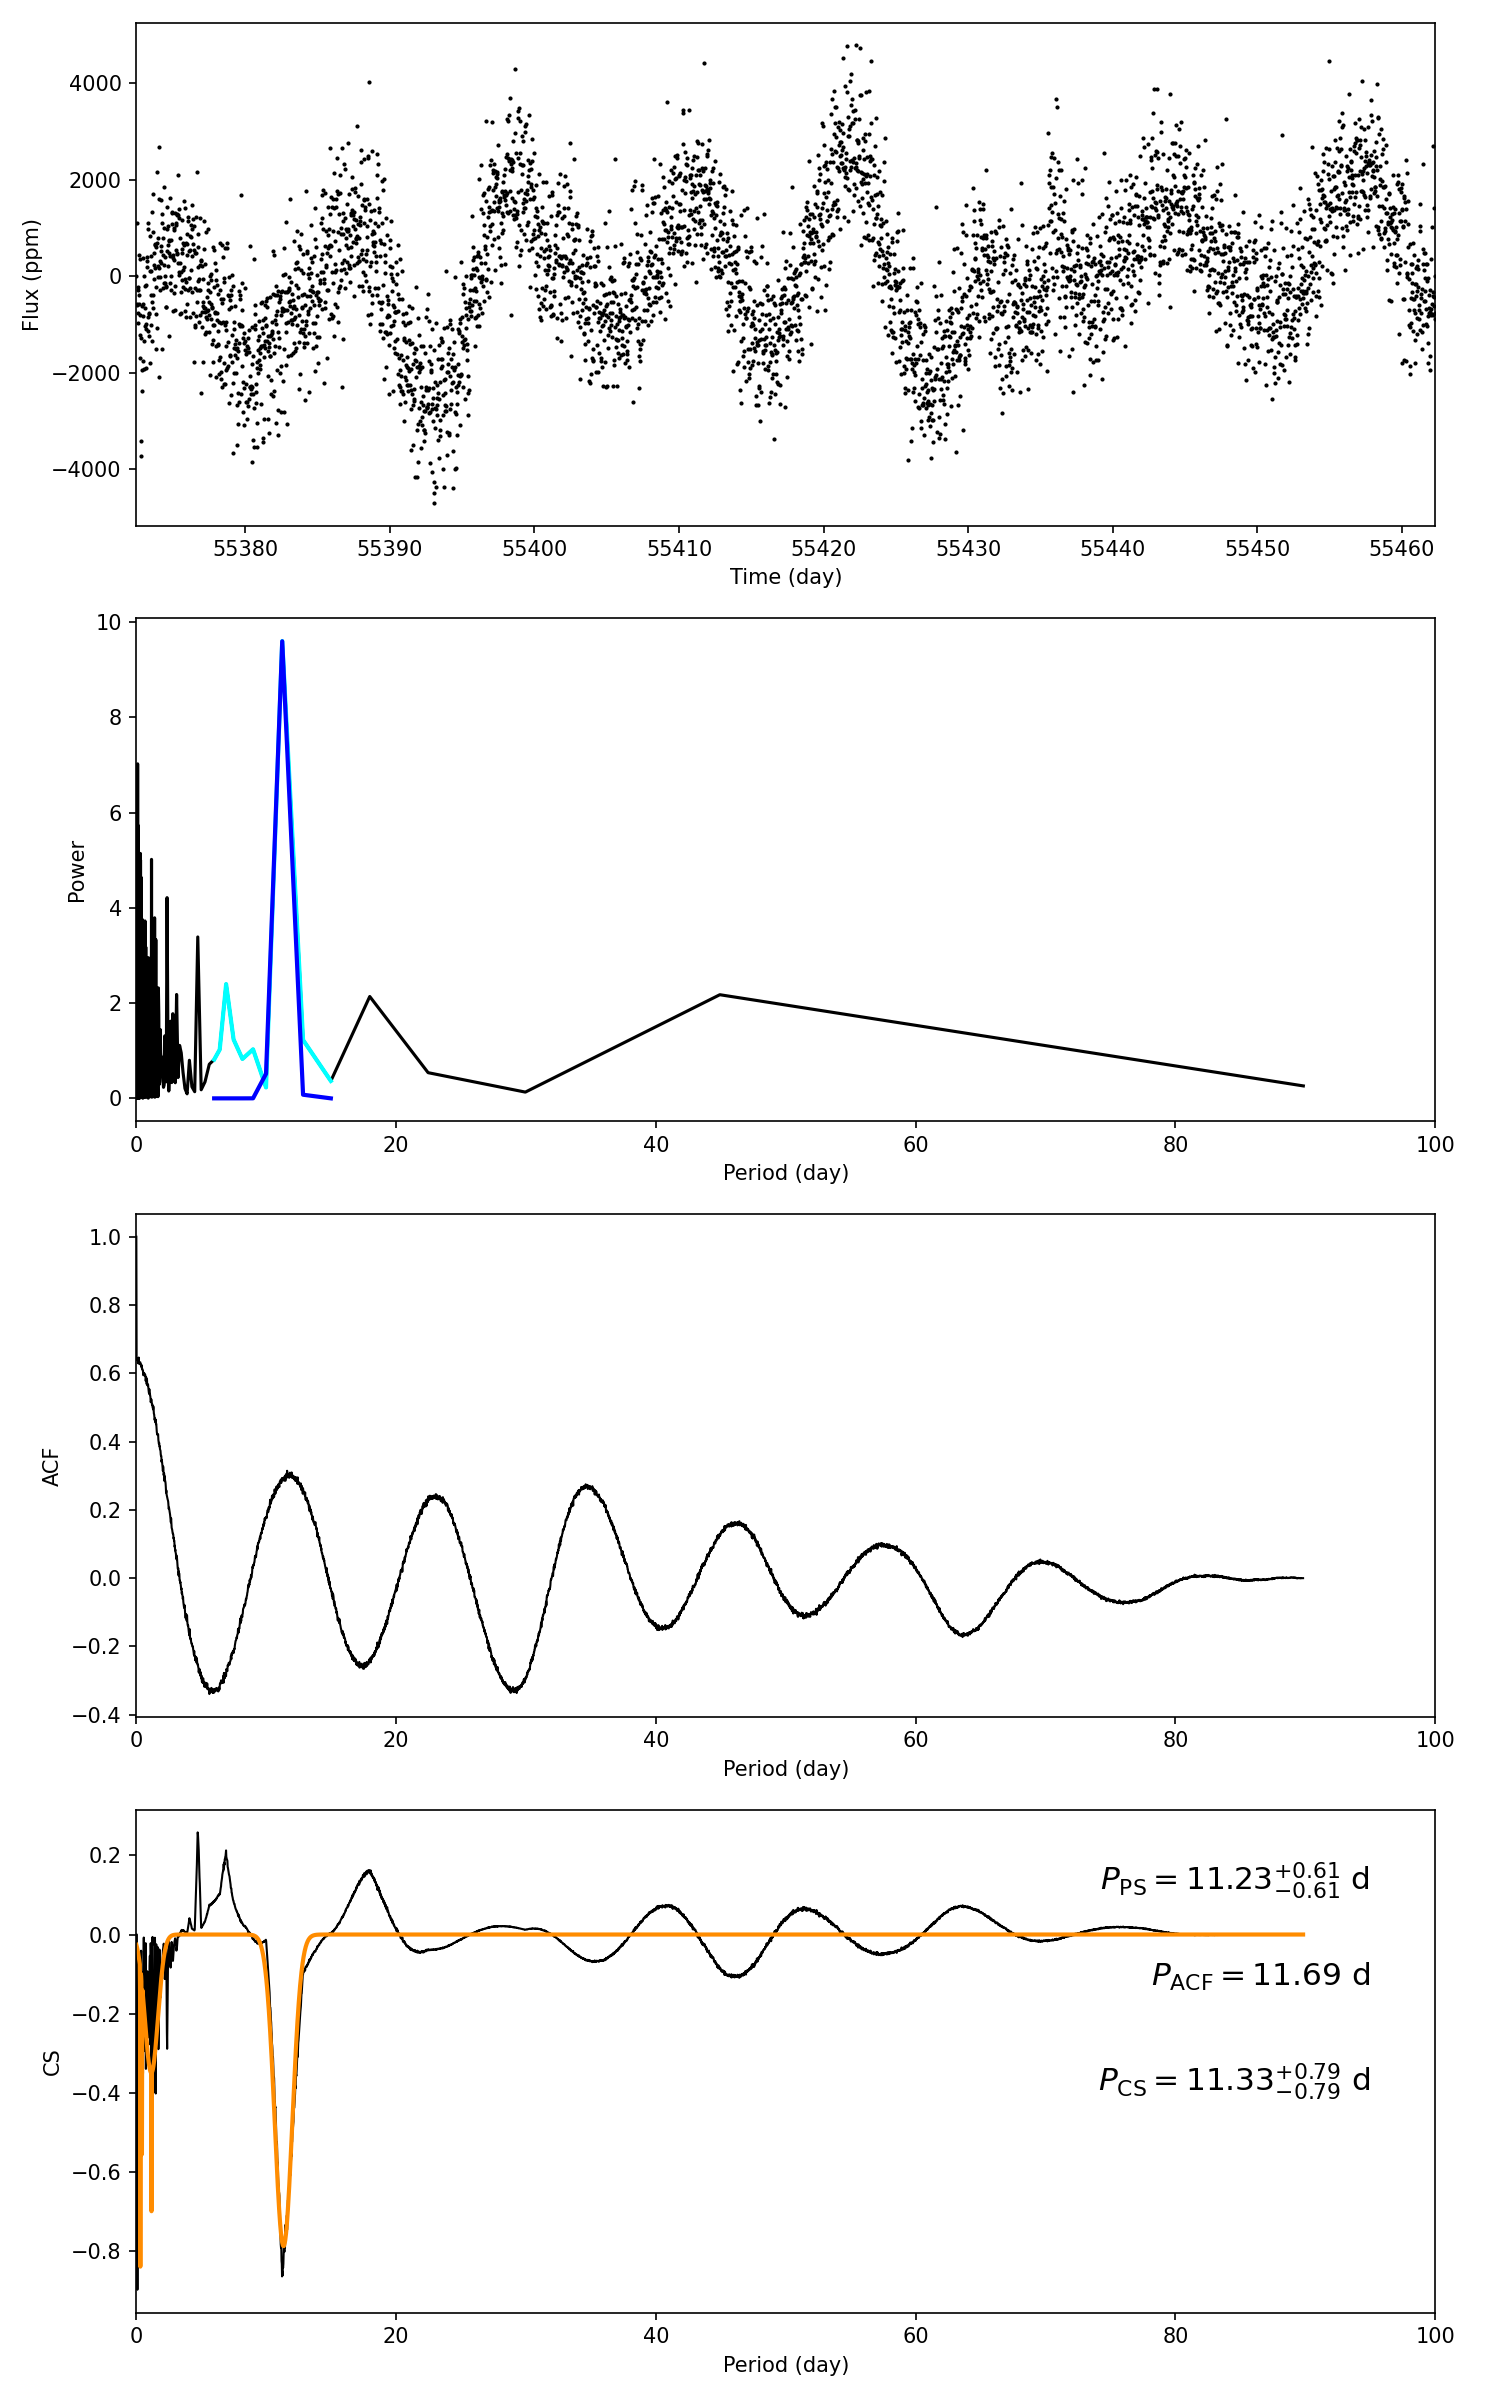 4000
2000
0
−2000
−4000
Flux (ppm)
55380 55390 55400 55410 55420 55430 55440 55450 55460
Time (day)
10
8
6
4
2
0
Power
0 20 40 60 80 100
Period (day)
1.0
0.8
0.6
0.4
0.2
0.0
−0.2
−0.4
ACF
0 20 40 60 80 100
Period (day)
0.2
0.0
−0.2
−0.4
−0.6
−0.8
CS
P_PS = 11.23^{+0.61}_{−0.61} d
P_ACF = 11.69 d
P_CS = 11.33^{+0.79}_{−0.79} d
0 20 40 60 80 100
Period (day)